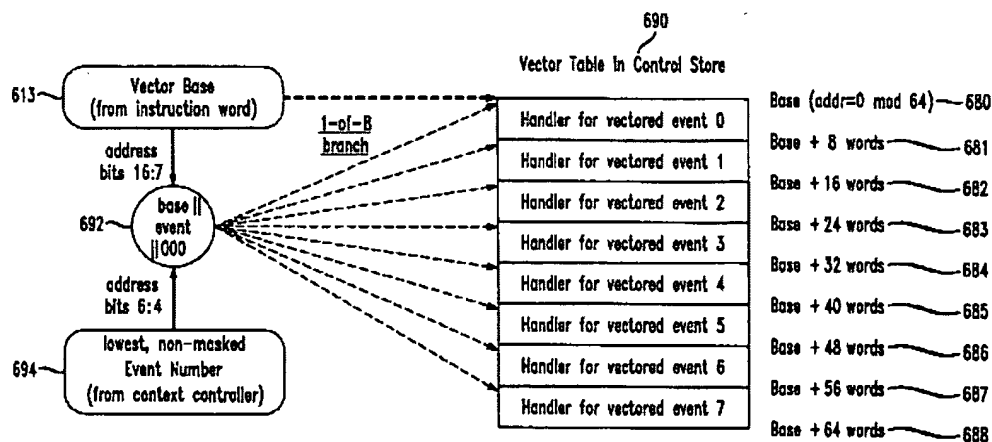 690
Vector Table In Control Store
613
Vector Base
(from instruction word)
1-of-8
branch
address
bits 16:7
692
base ||
event
|| 000
address
bits 6:4
694
lowest, non-masked
Event Number
(from context controller)
Handler for vectored event 0
Handler for vectored event 1
Handler for vectored event 2
Handler for vectored event 3
Handler for vectored event 4
Handler for vectored event 5
Handler for vectored event 6
Handler for vectored event 7
Base (addr=0 mod 64) 680
Base + 8 words 681
Base + 16 words 682
Base + 24 words 683
Base + 32 words 684
Base + 40 words 685
Base + 48 words 686
Base + 56 words 687
Base + 64 words 688